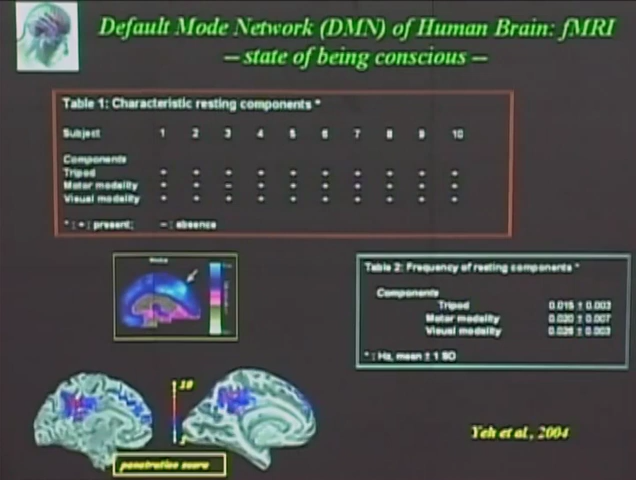 Default Mode Network (DMN) of Human Brain: fMRI
— state of being conscious —
Table 1: Characteristic resting components *
Subject 1 2 3 4 5 6 7 8 9 10
Components
Tripod + + + + + + + + + +
Motor modality + + − + + + + + + +
Visual modality + + + + + + + + + +
* : + : present; − : absence
Table 2: Frequency of resting components *
Components
Tripod 0.015 ± 0.003
Motor modality 0.020 ± 0.007
Visual modality 0.026 ± 0.003
* : Hz, mean ± 1 SD
10
penetration score
Yeh et al., 2004